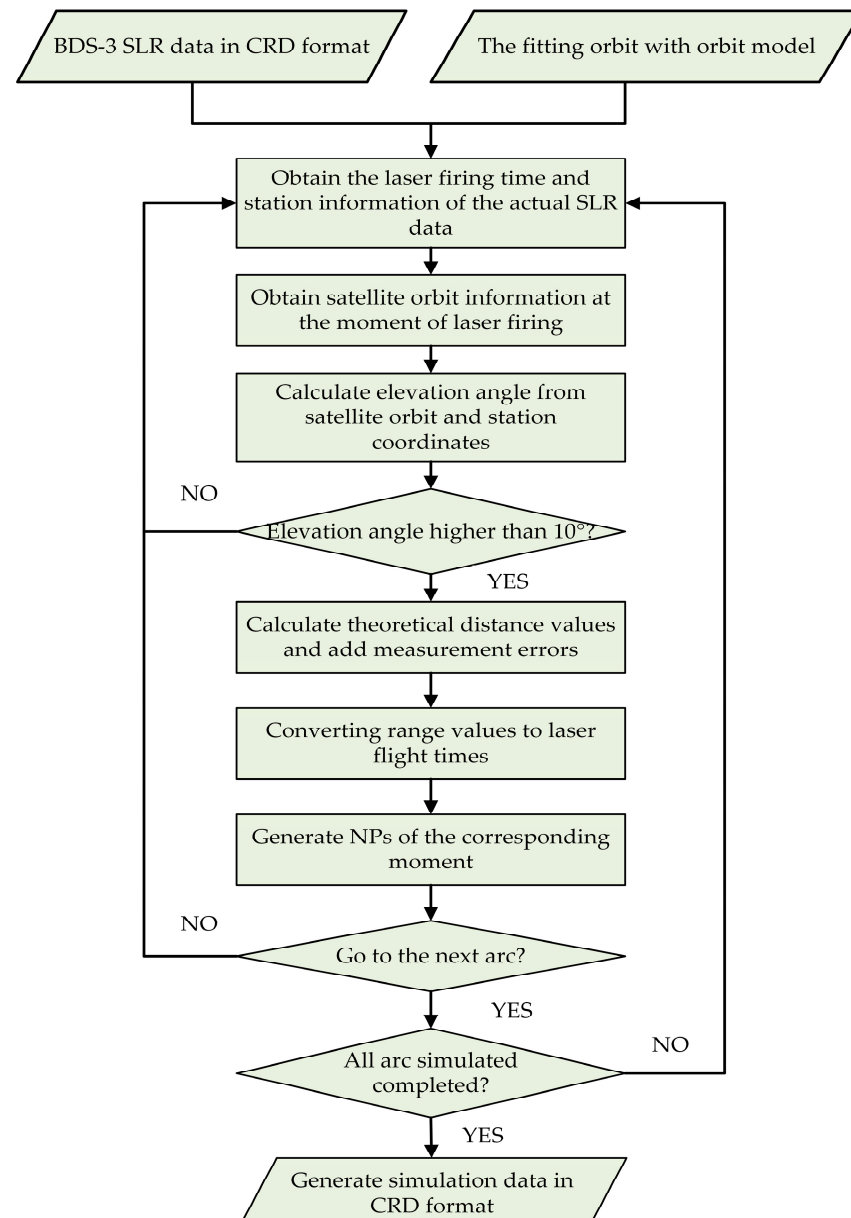 BDS-3 SLR data in CRD format
The fitting orbit with orbit model
Obtain the laser firing time and
station information of the actual SLR
data
Obtain satellite orbit information at
the moment of laser firing
Calculate elevation angle from
satellite orbit and station
coordinates
NO
Elevation angle higher than 10°?
YES
Calculate theoretical distance values
and add measurement errors
Converting range values to laser
flight times
Generate NPs of the corresponding
moment
NO
Go to the next arc?
YES
NO
All arc simulated
completed?
YES
Generate simulation data in
CRD format